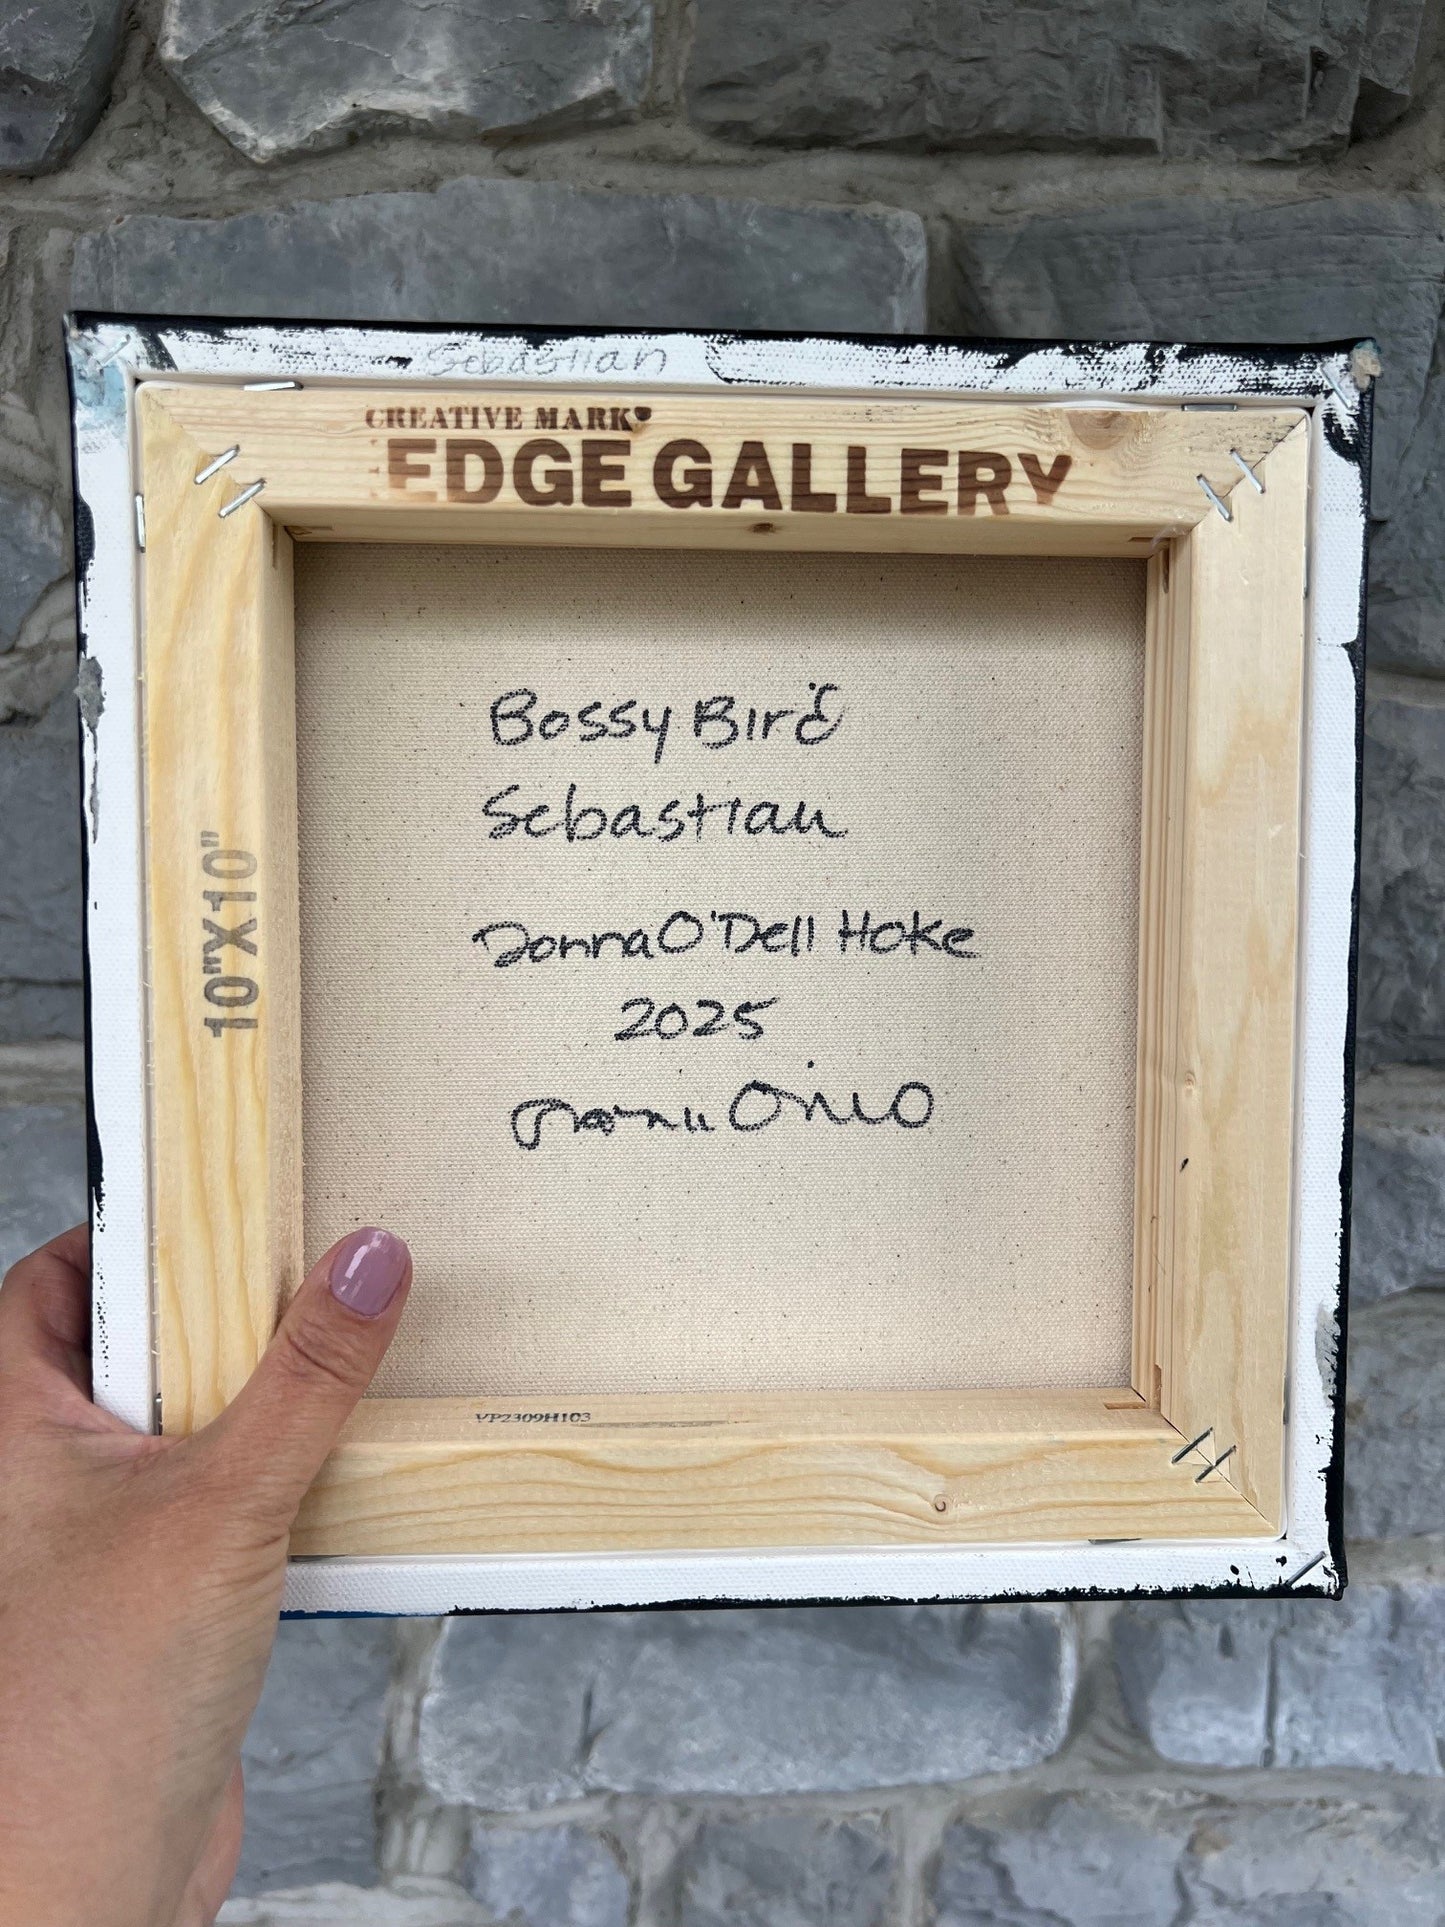 Sebastian
CREATIVE MARK
EDGE GALLERY
10"X10"
Bossy Bird
Sebastian
Donna O'Dell Hoke
2025
VP2309H103